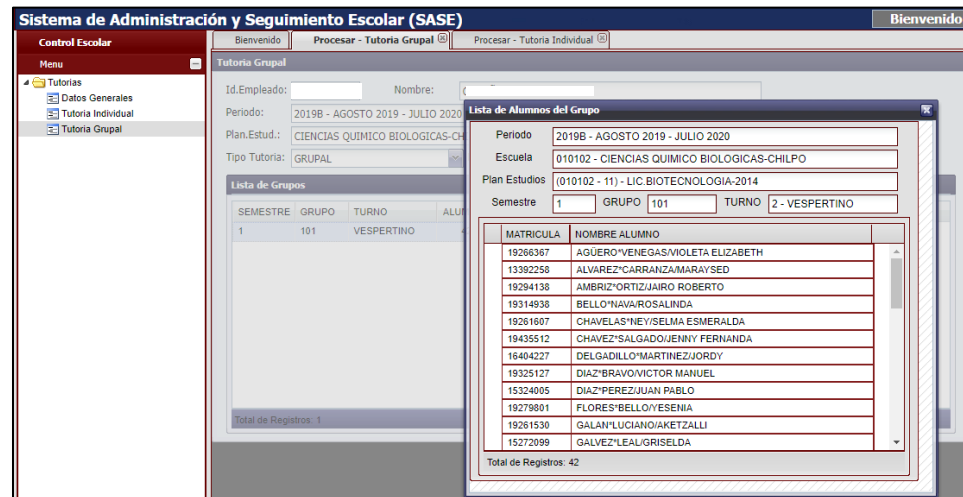 Sistema de Administración y Seguimiento Escolar (SASE)
Bienvenido
Control Escolar
Bienvenido
Procesar - Tutoria Grupal
Procesar - Tutoria Individual
Menu
Tutorias
Datos Generales
Tutoria Individual
Tutoria Grupal
Tutoria Grupal
Id.Empleado:
Nombre:
Periodo: 2019B - AGOSTO 2019 - JULIO 2020
Plan.Estud.: CIENCIAS QUIMICO BIOLOGICAS-CH
Tipo Tutoria: GRUPAL
Lista de Grupos
SEMESTRE GRUPO TURNO ALU
1 101 VESPERTINO
Total de Registros: 1
Lista de Alumnos del Grupo
Periodo 2019B - AGOSTO 2019 - JULIO 2020
Escuela 010102 - CIENCIAS QUIMICO BIOLOGICAS-CHILPO
Plan Estudios (010102 - 11) - LIC.BIOTECNOLOGIA-2014
Semestre 1 GRUPO 101 TURNO 2 - VESPERTINO
MATRICULA NOMBRE ALUMNO
19266367 AGÜERO*VENEGAS/VIOLETA ELIZABETH
13392258 ALVAREZ*CARRANZA/MARAYSED
19294138 AMBRIZ*ORTIZ/JAIRO ROBERTO
19314938 BELLO*NAVA/ROSALINDA
19261607 CHAVELAS*NEY/SELMA ESMERALDA
19435512 CHAVEZ*SALGADO/JENNY FERNANDA
16404227 DELGADILLO*MARTINEZ/JORDY
19325127 DIAZ*BRAVO/VICTOR MANUEL
15324005 DIAZ*PEREZ/JUAN PABLO
19279801 FLORES*BELLO/YESENIA
19261530 GALAN*LUCIANO/AKETZALLI
15272099 GALVEZ*LEAL/GRISELDA
Total de Registros: 42